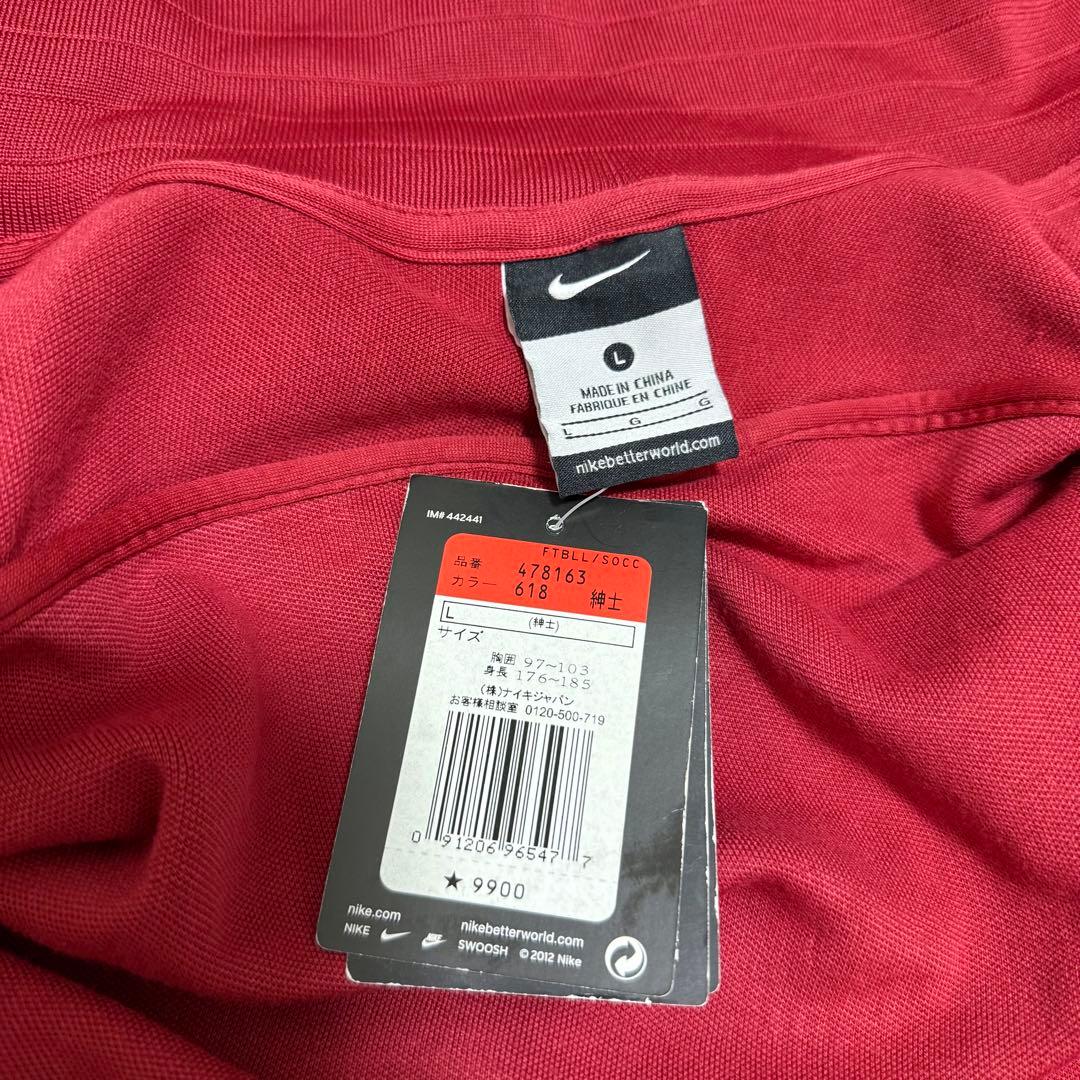 L
MADE IN CHINA
FABRIQUE EN CHINE
L G G
nikebetterworld.com
IM# 442441
FTBLL/SOCC
品番 478163
カラー 618 紳士
L (紳士)
サイズ
胸囲 97~103
身長 176~185
(株)ナイキジャパン
お客様相談室 0120-500-719
0 91206 96547 7
★ 9900
nike.com nikebetterworld.com
NIKE NIKE SWOOSH © 2012 Nike